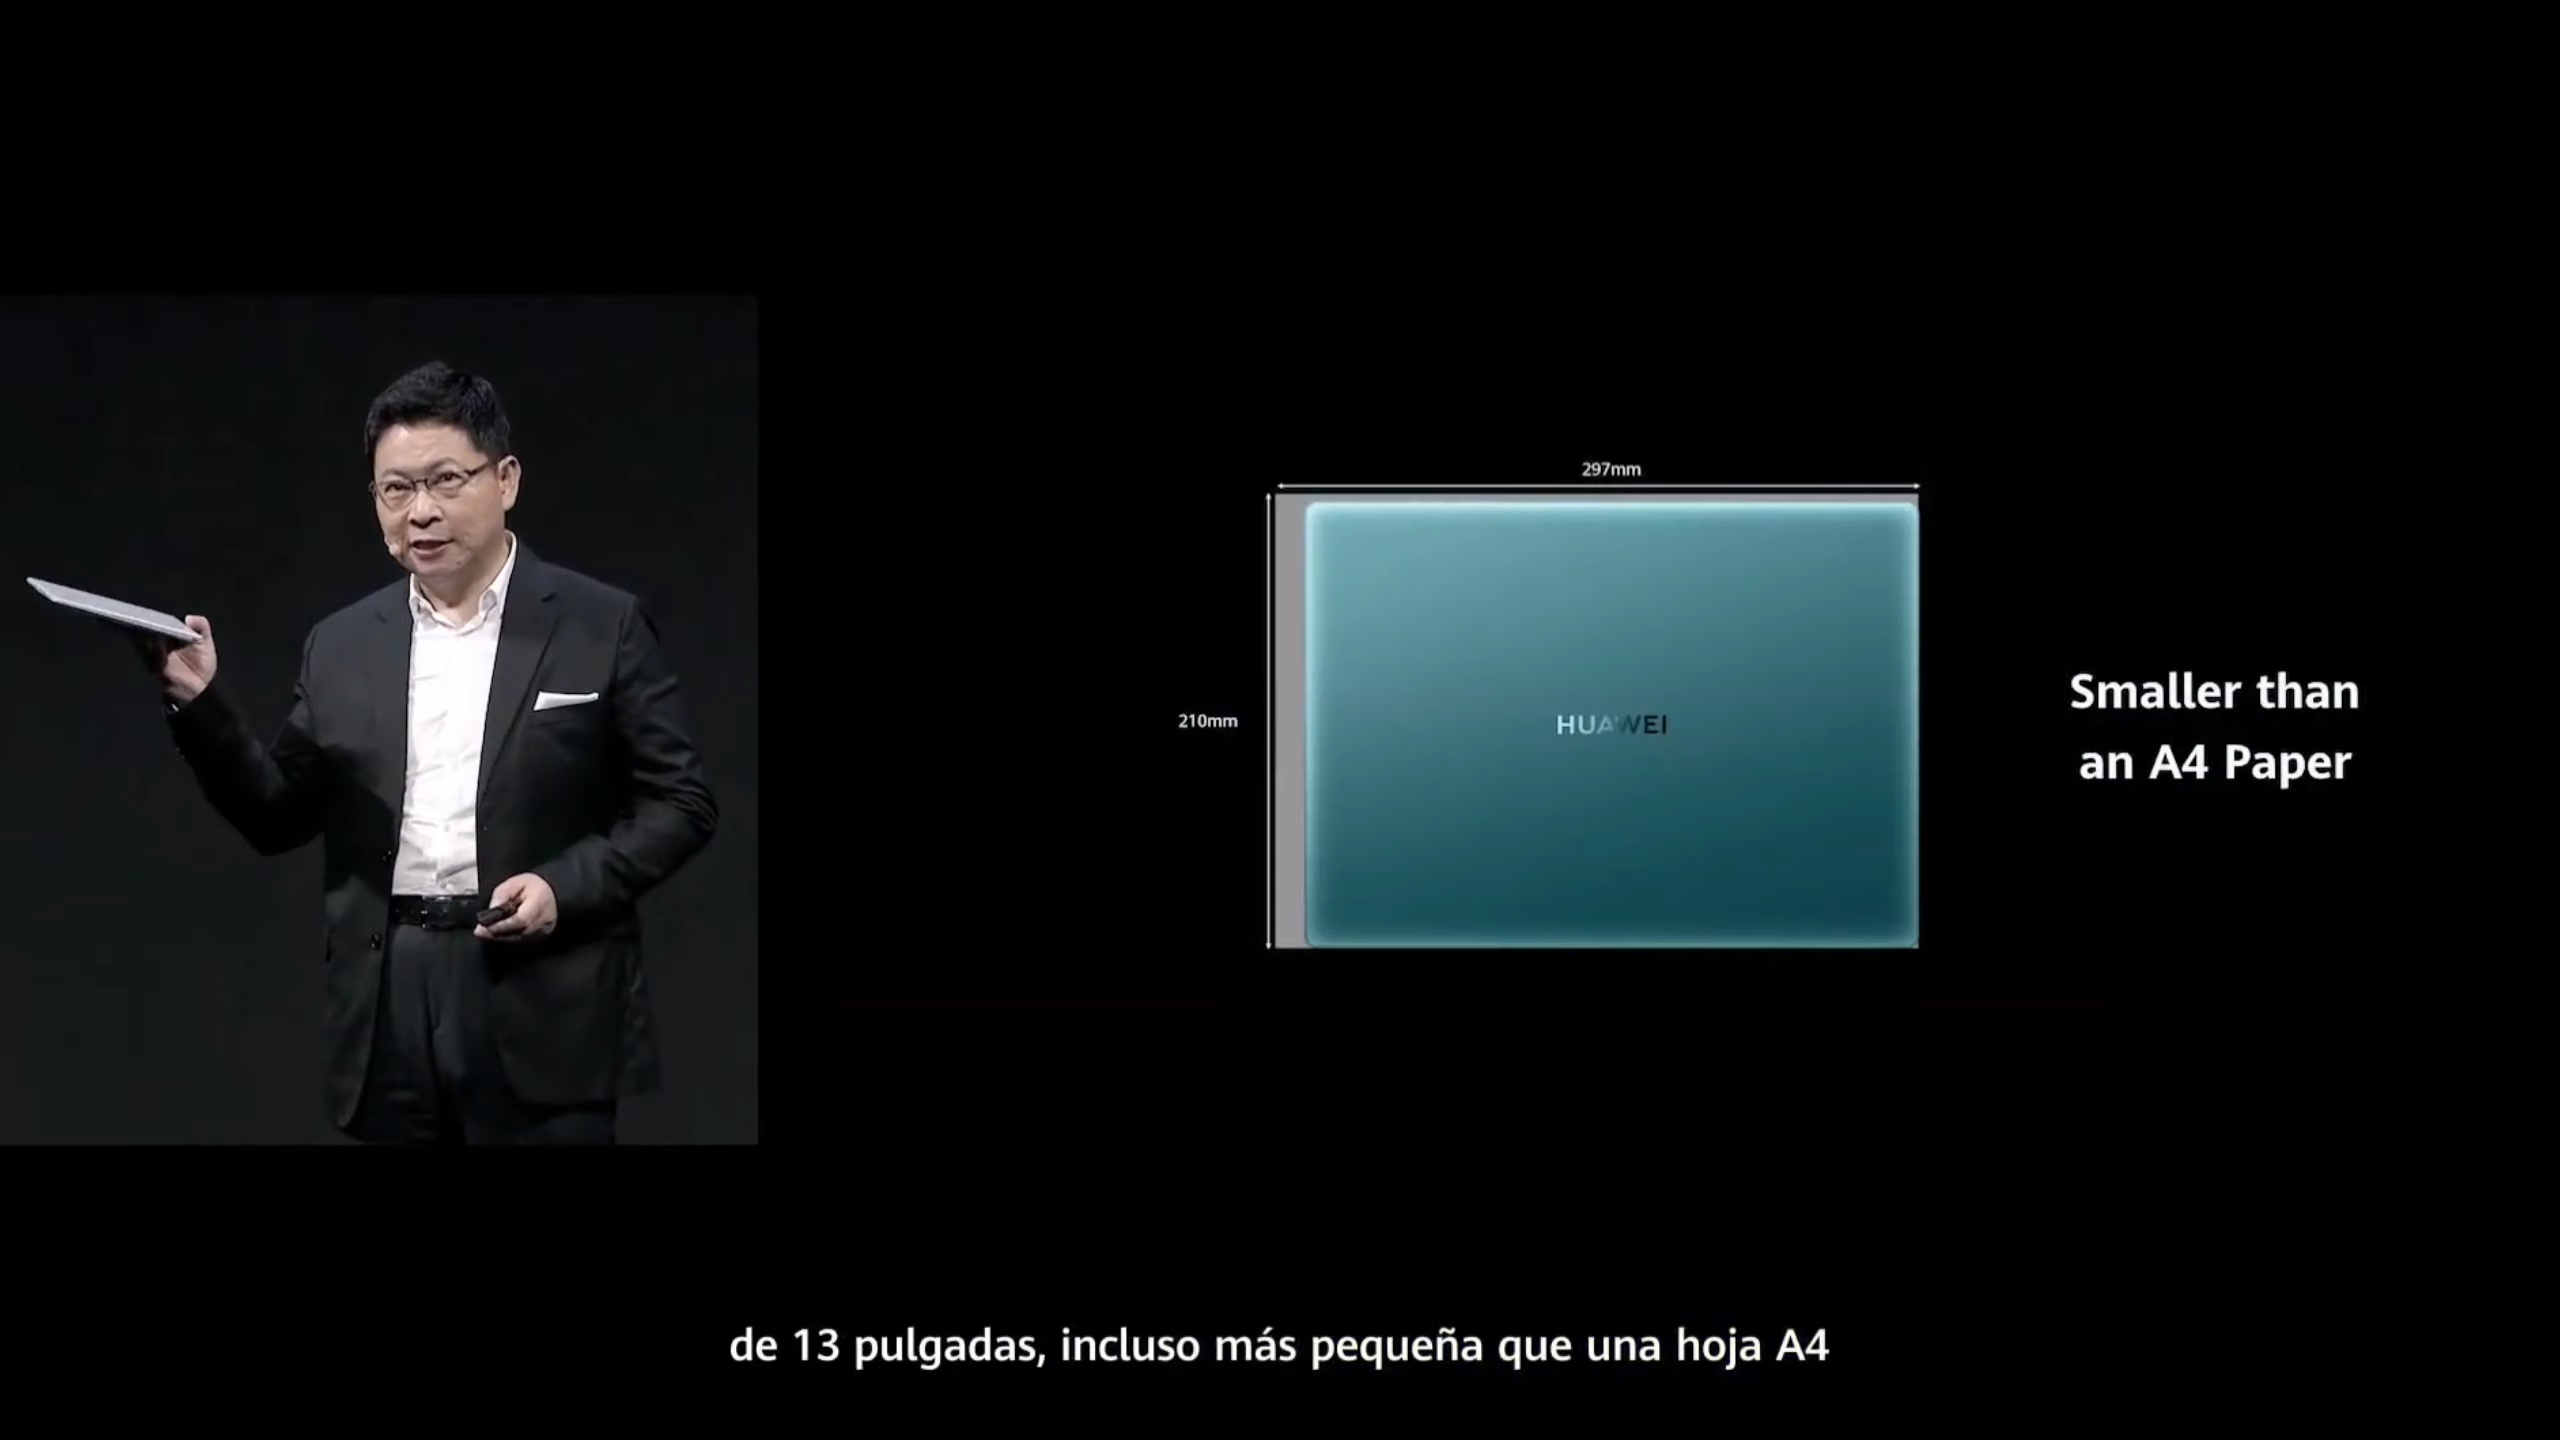 297mm
210mm
HUAWEI
Smaller than
an A4 Paper
de 13 pulgadas, incluso más pequeña que una hoja A4